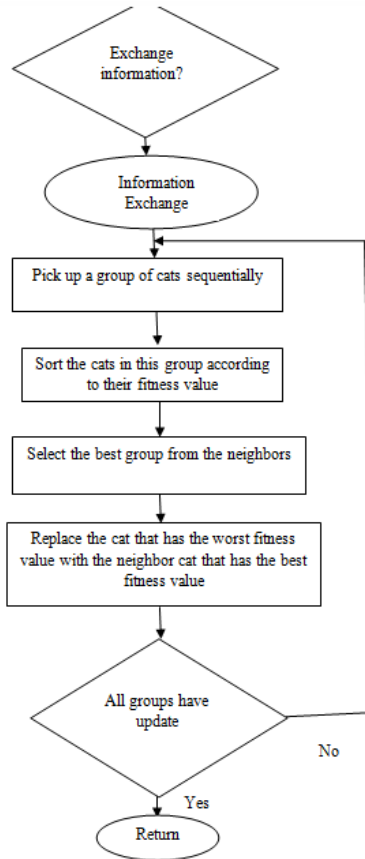 Exchange
information?
Information
Exchange
Pick up a group of cats sequentially
Sort the cats in this group according
to their fitness value
Select the best group from the neighbors
Replace the cat that has the worst fitness
value with the neighbor cat that has the best
fitness value
All groups have
update
No
Yes
Return